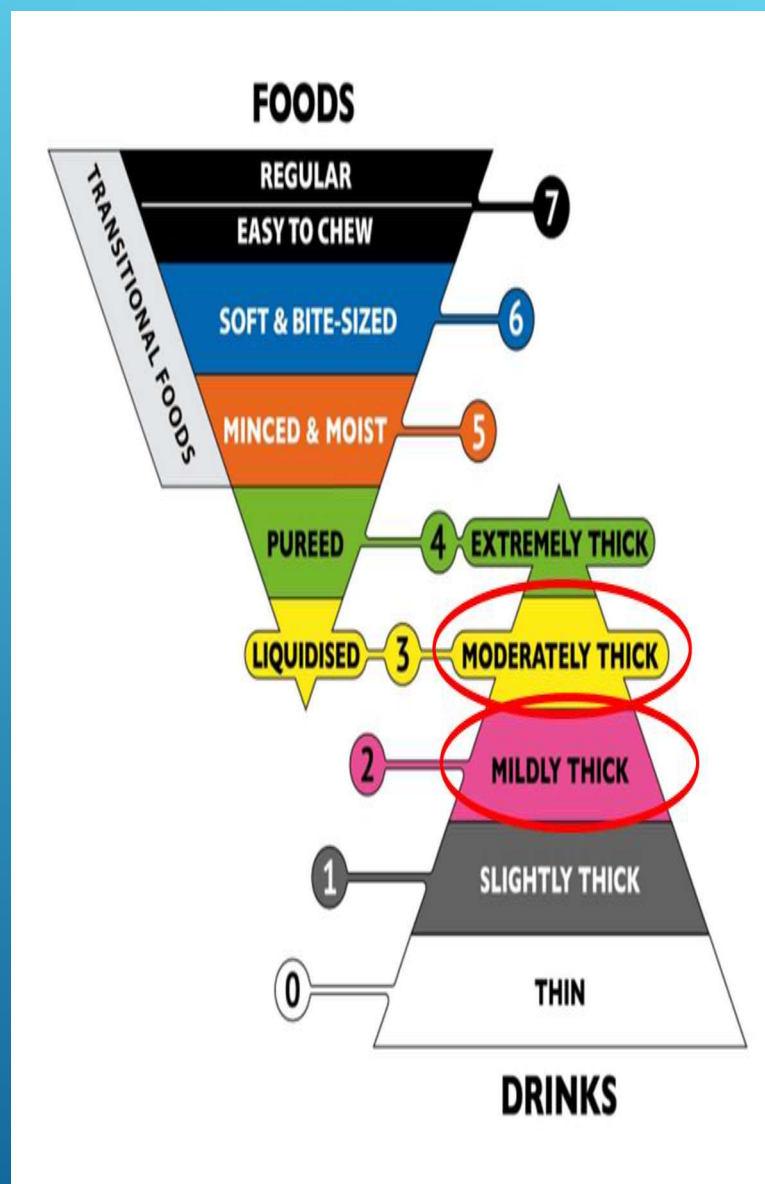 FOODS
REGULAR
EASY TO CHEW
7
TRANSITIONAL FOODS
SOFT & BITE-SIZED
6
MINCED & MOIST
5
PUREED
4
EXTREMELY THICK
LIQUIDISED
3
MODERATELY THICK
2
MILDLY THICK
1
SLIGHTLY THICK
0
THIN
DRINKS